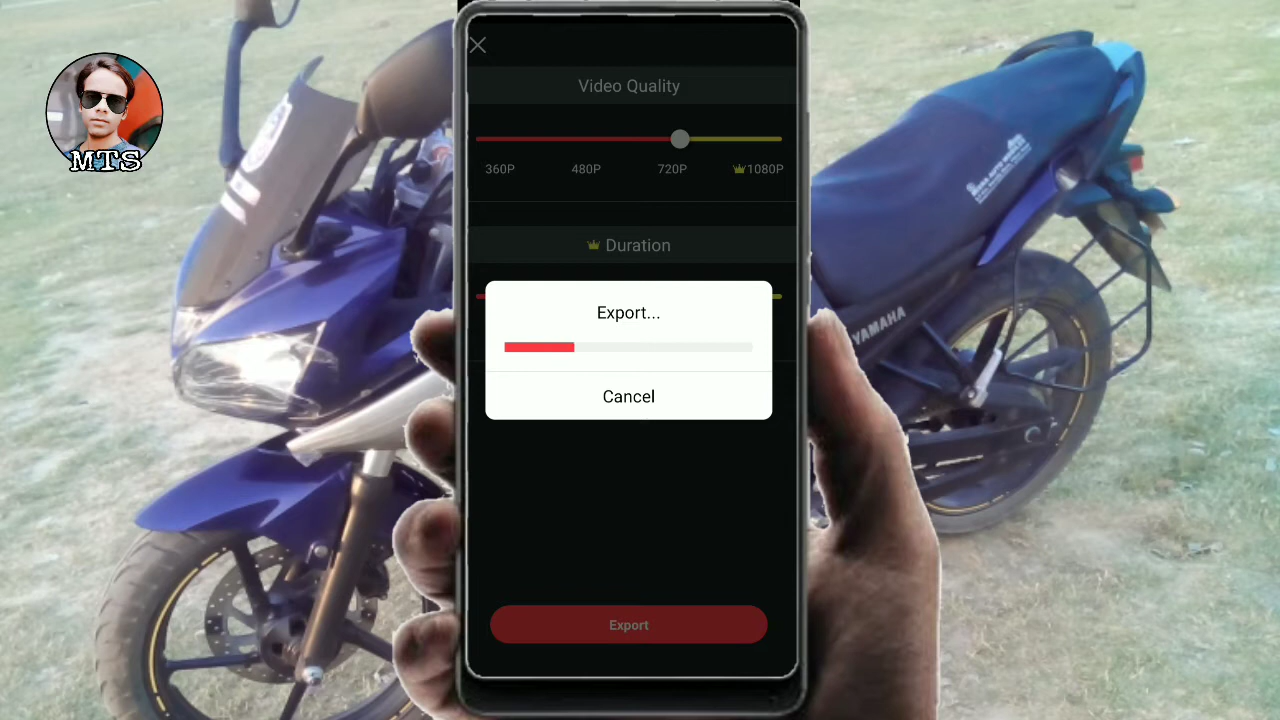 MTS
Video Quality
360P 480P 720P 1080P
Duration
Export...
Cancel
Export
YAMAHA